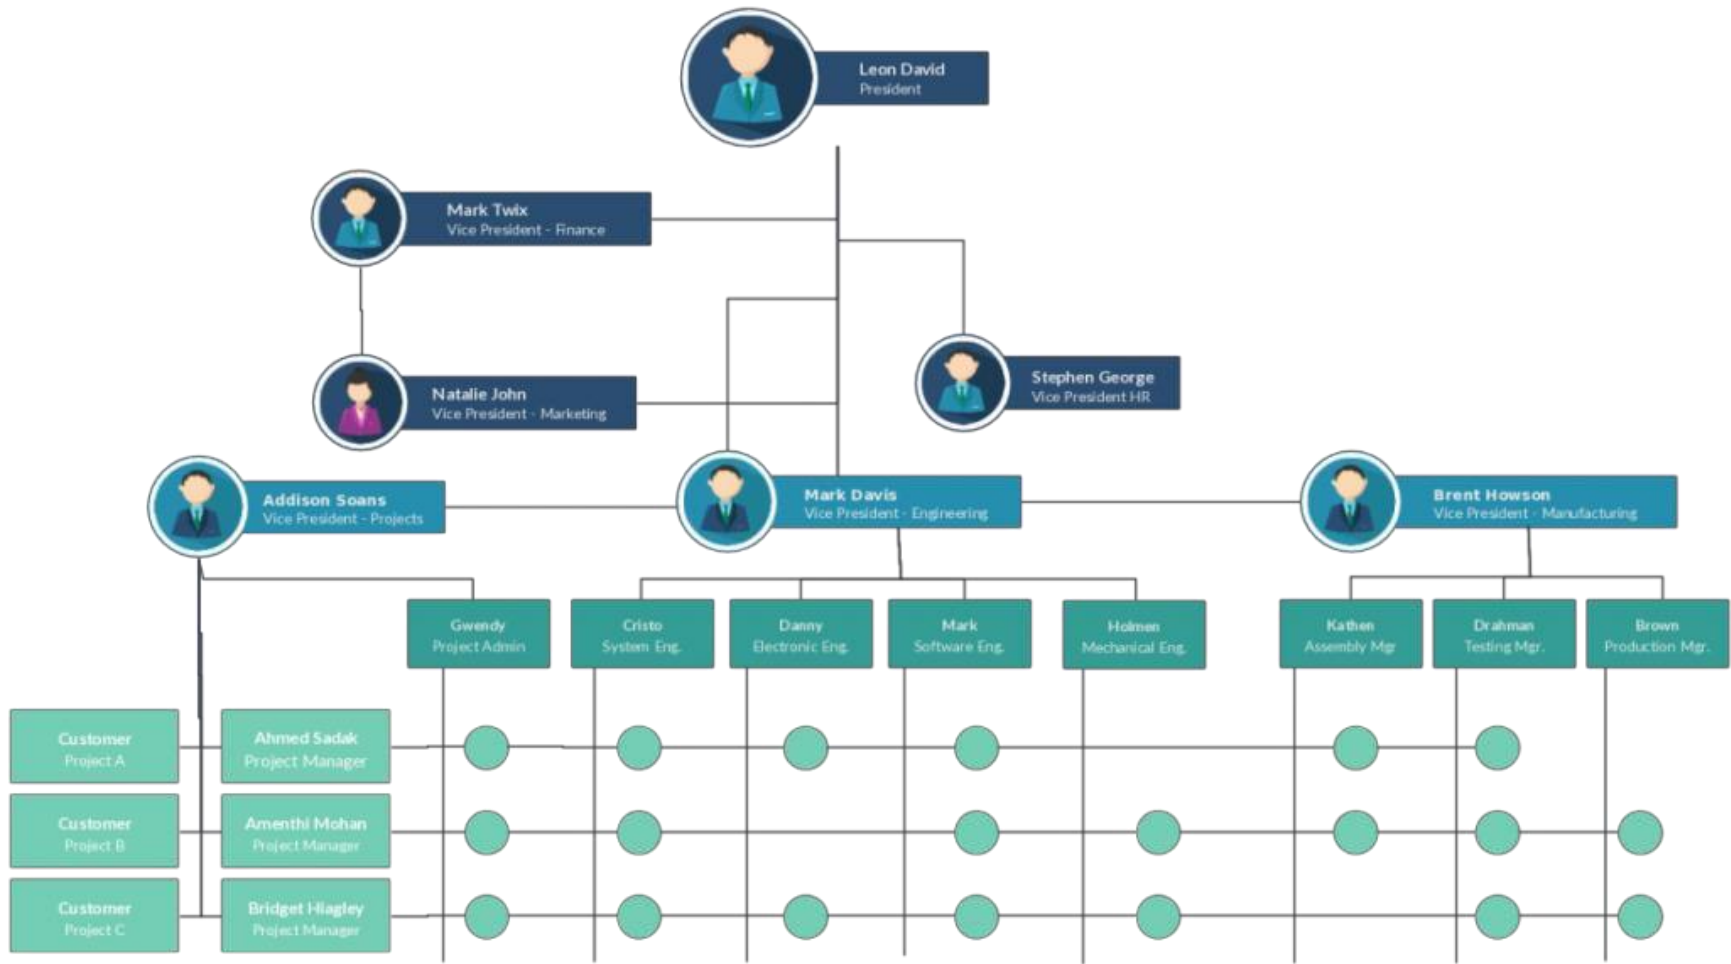 Leon David
President
Mark Twix
Vice President - Finance
Stephen George
Vice President HR
Natalie John
Vice President - Marketing
Addison Soans
Vice President - Projects
Mark Davis
Vice President - Engineering
Brent Howson
Vice President - Manufacturing
Gwendy
Project Admin
Cristo
System Eng.
Danny
Electronic Eng.
Mark
Software Eng.
Holmen
Mechanical Eng.
Kathen
Assembly Mgr
Drahman
Testing Mgr.
Brown
Production Mgr.
Customer
Project A
Ahmed Sadak
Project Manager
Customer
Project B
Amenthi Mohan
Project Manager
Customer
Project C
Bridget Hiagley
Project Manager